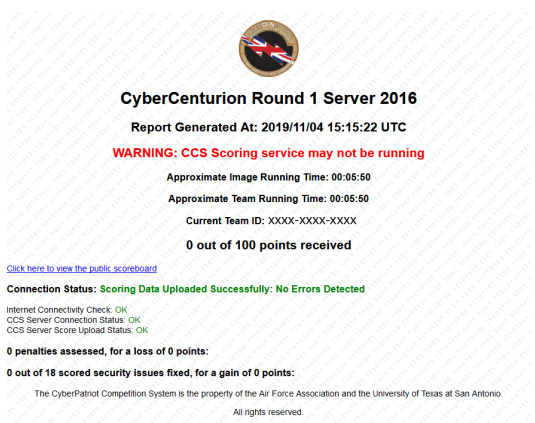 CyberCenturion Round 1 Server 2016
Report Generated At: 2019/11/04 15:15:22 UTC
WARNING: CCS Scoring service may not be running
Approximate Image Running Time: 00:05:50
Approximate Team Running Time: 00:05:50
Current Team ID: XXXX-XXXX-XXXX
0 out of 100 points received
Click here to view the public scoreboard
Connection Status: Scoring Data Uploaded Successfully: No Errors Detected
Internet Connectivity Check: OK
CCS Server Connection Status: OK
CCS Server Score Upload Status: OK
0 penalties assessed, for a loss of 0 points:
0 out of 18 scored security issues fixed, for a gain of 0 points:
The CyberPatriot Competition System is the property of the Air Force Association and the University of Texas at San Antonio.
All rights reserved.